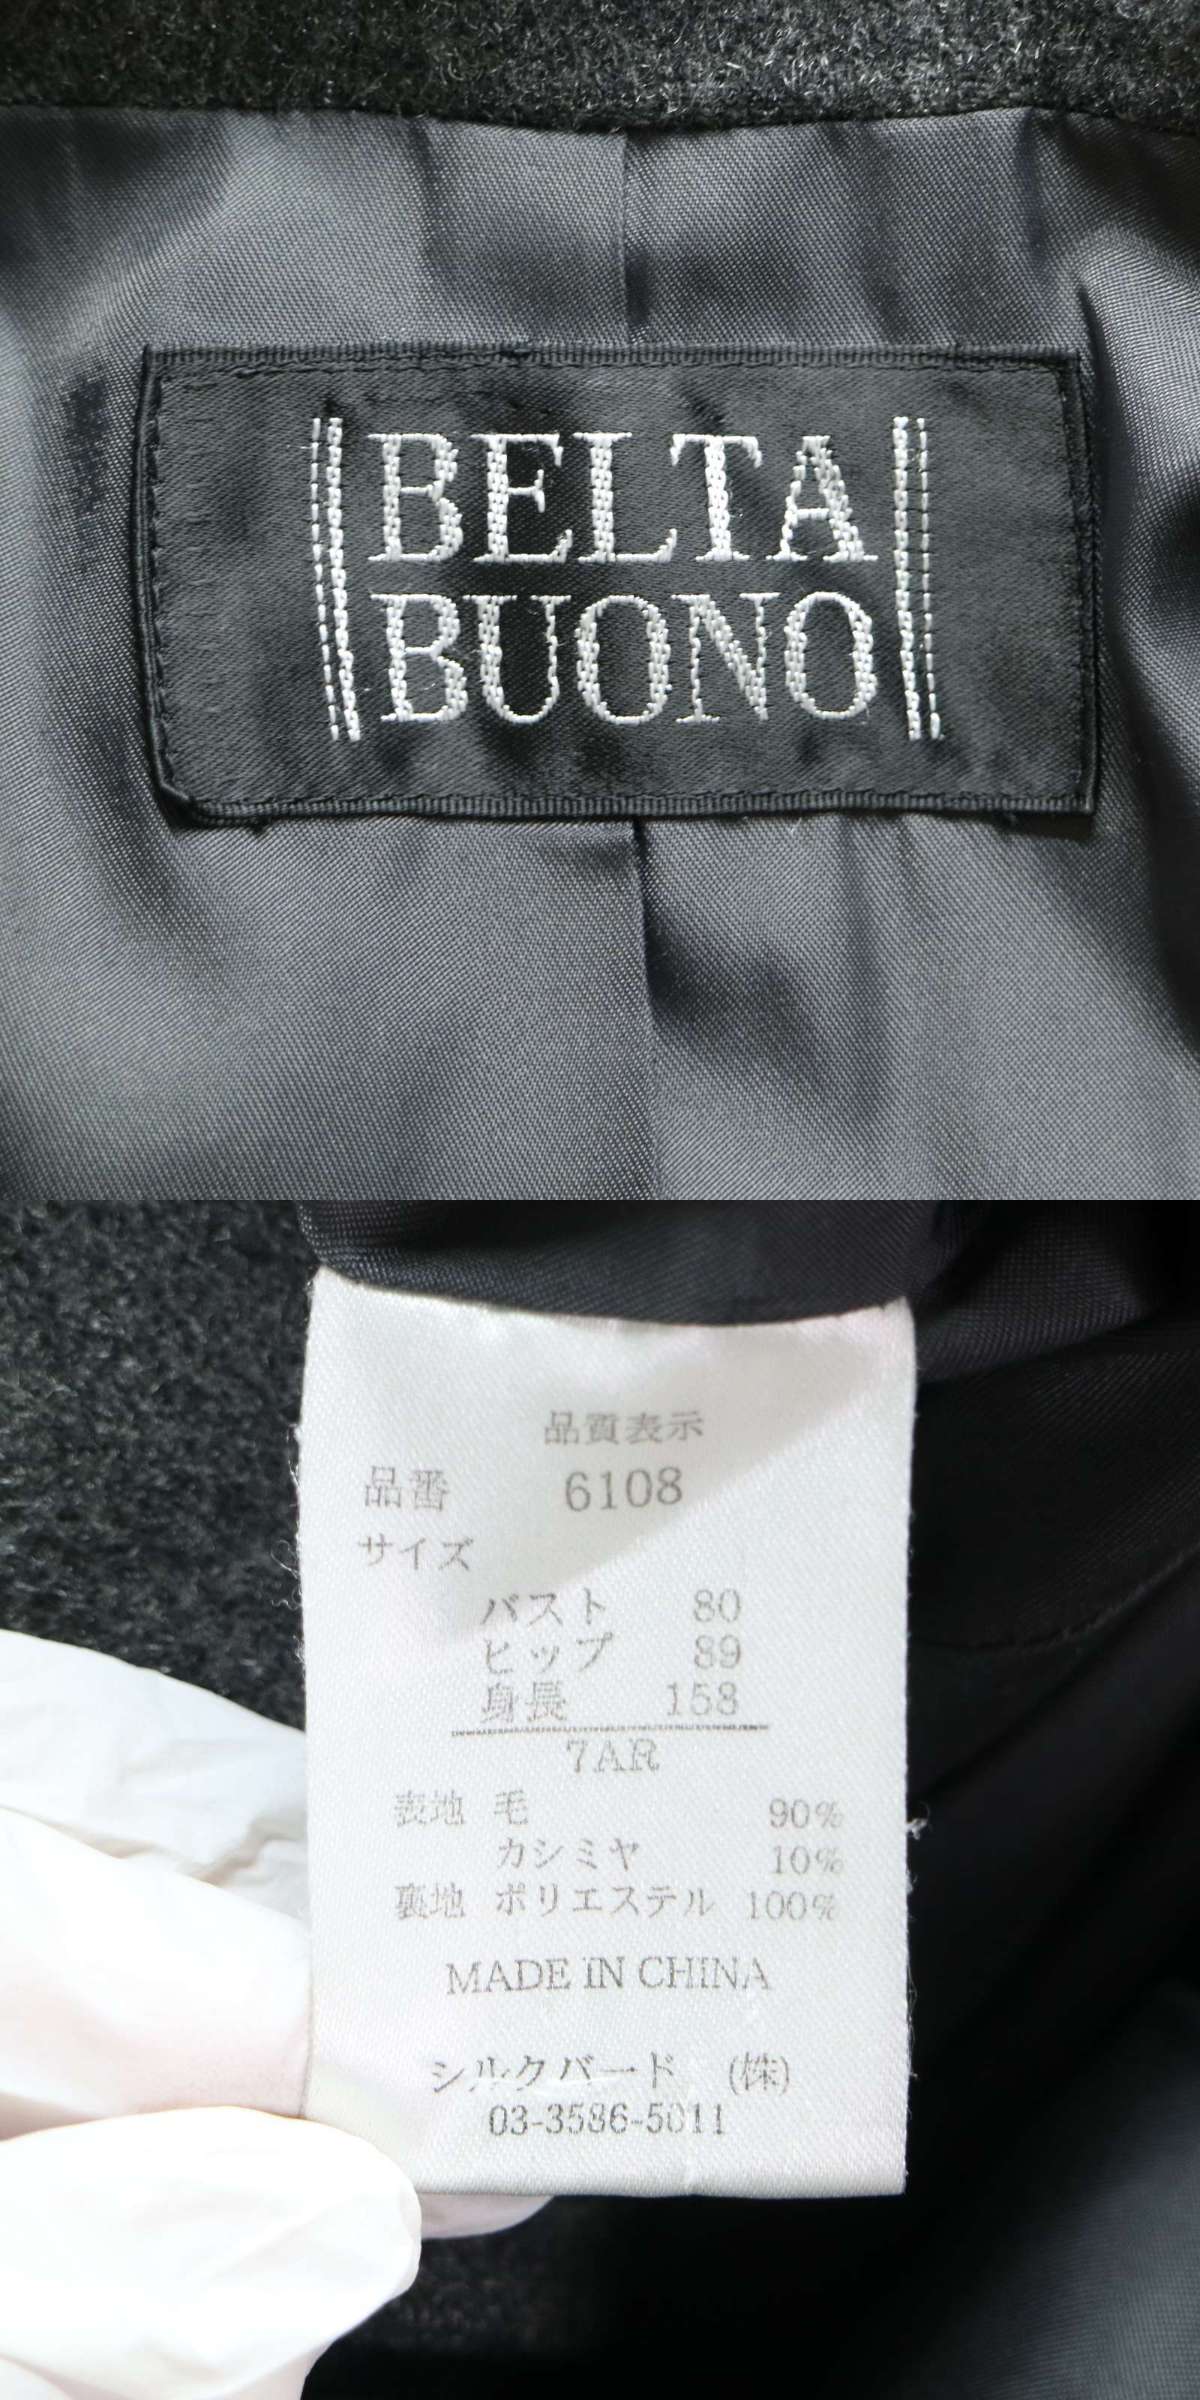 BELTA
BUONO
品質表示
品番 6108
サイズ
バスト 80
ヒップ 89
身長 158
7AR
表地 毛 90%
カシミヤ 10%
裏地 ポリエステル 100%
MADE IN CHINA
シルクバード (株)
03-3586-5011